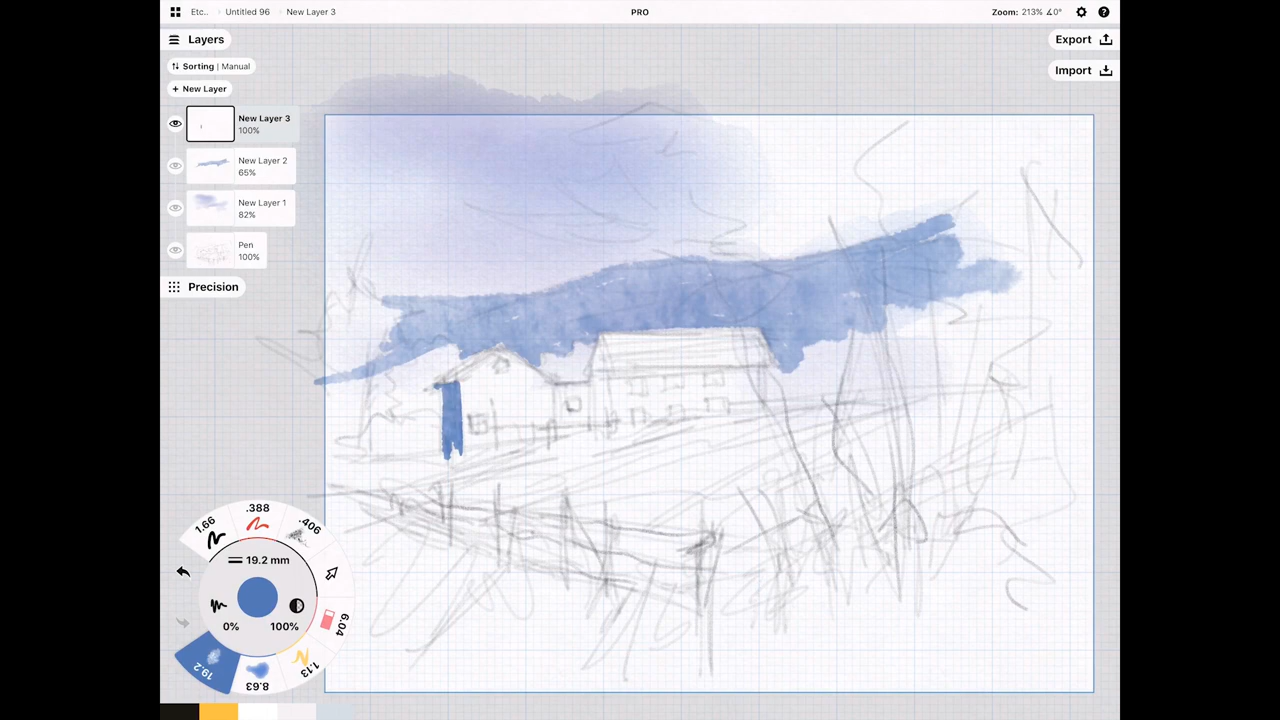 Etc.. Untitled 96 New Layer 3 PRO Zoom: 213% ∠0°
Layers
Export
Sorting | Manual
Import
+ New Layer
New Layer 3
100%
New Layer 2
65%
New Layer 1
82%
Pen
100%
Precision
1.66 .388 .406
19.2 mm
0% 100%
6.04
19.2 8.63 1.13